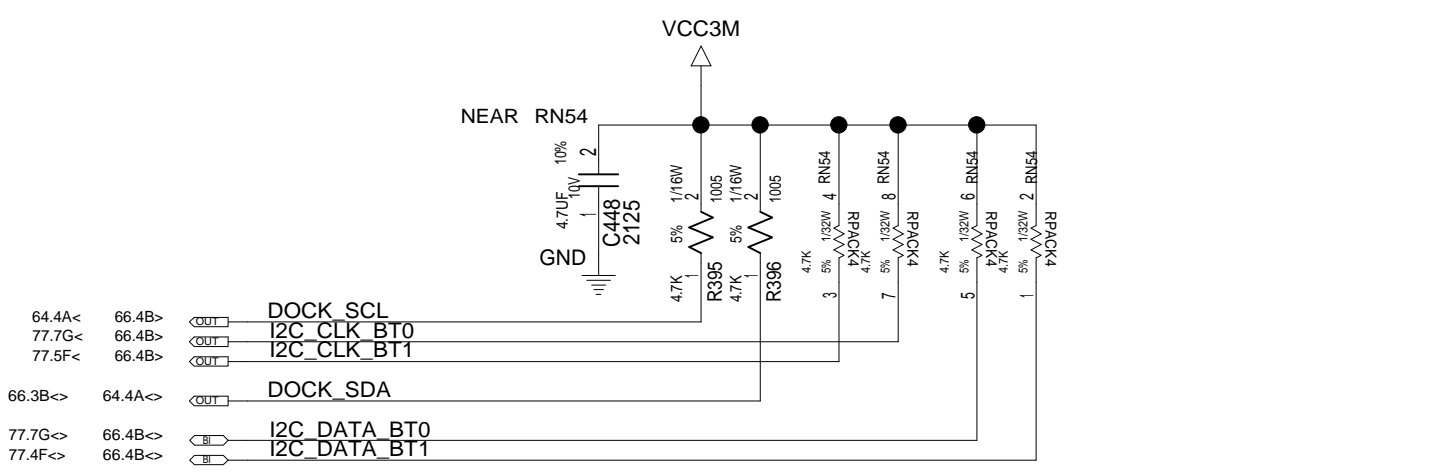 VCC3M
NEAR RN54
10%
2
10V
4.7UF
1
C448
2125
GND
1/16W
2
1005
5%
4.7K
1
R395
1/16W
2
1005
5%
4.7K
1
R396
RN54
4
1/32W
RPACK4
4.7K
5%
3
RN54
8
1/32W
RPACK4
4.7K
5%
7
RN54
6
1/32W
RPACK4
4.7K
5%
5
RN54
2
1/32W
RPACK4
4.7K
5%
1
64.4A< 66.4B> OUT DOCK_SCL
77.7G< 66.4B> OUT I2C_CLK_BT0
77.5F< 66.4B> OUT I2C_CLK_BT1
66.3B<> 64.4A<> OUT DOCK_SDA
77.7G<> 66.4B<> BI I2C_DATA_BT0
77.4F<> 66.4B<> BI I2C_DATA_BT1